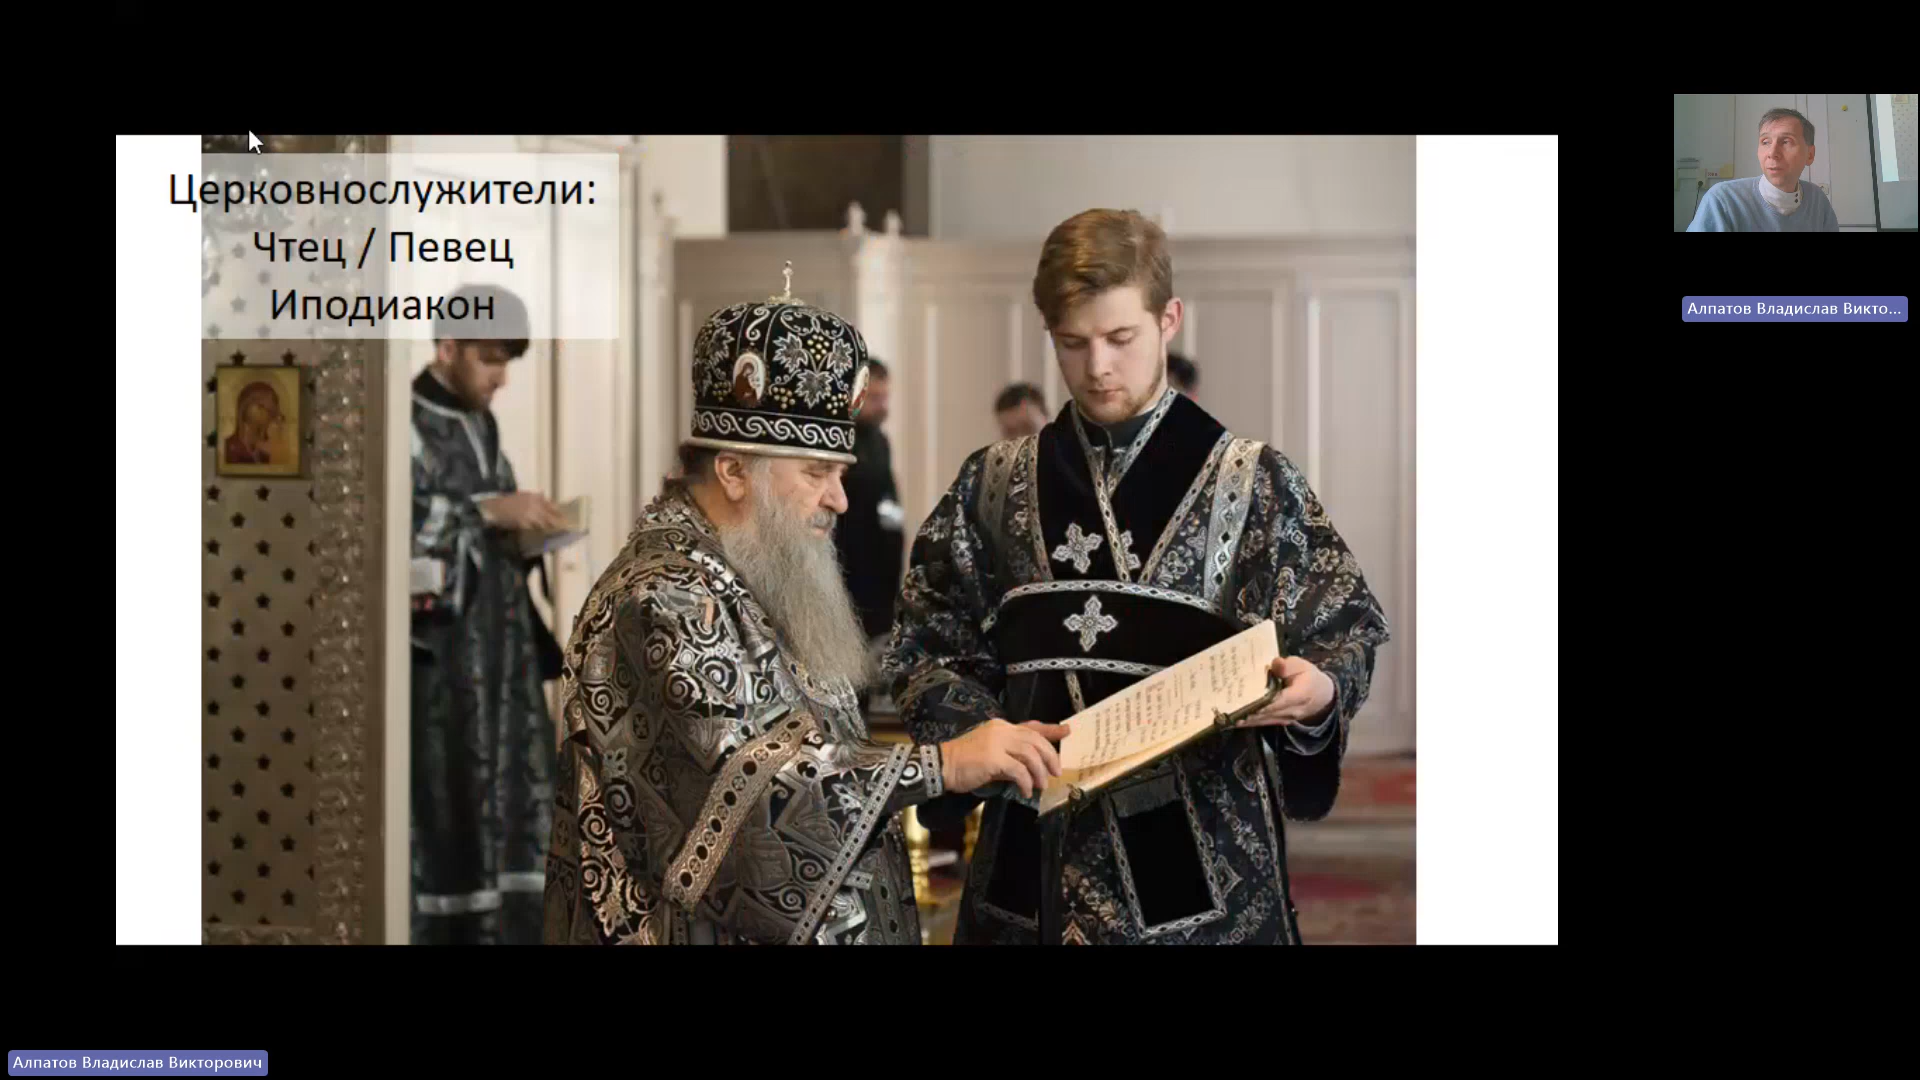 Церковнослужители:
Чтец / Певец
Иподиакон
Алпатов Владислав Викто...
Алпатов Владислав Викторович